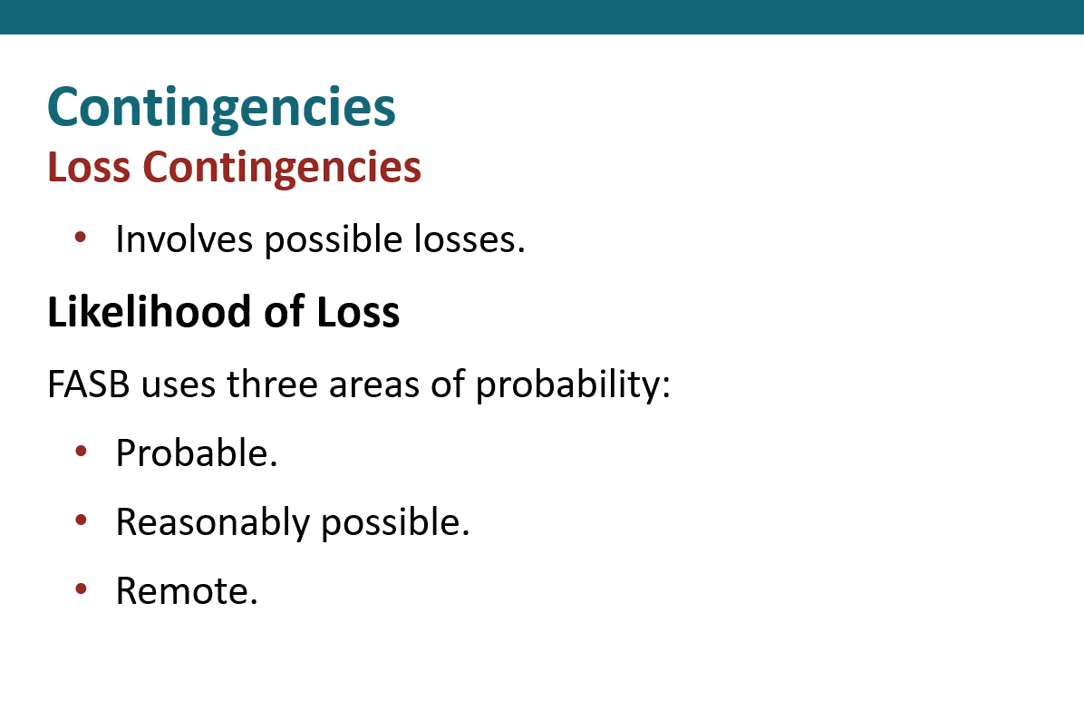 Contingencies
Loss Contingencies
• Involves possible losses.
Likelihood of Loss
FASB uses three areas of probability:
• Probable.
• Reasonably possible.
• Remote.